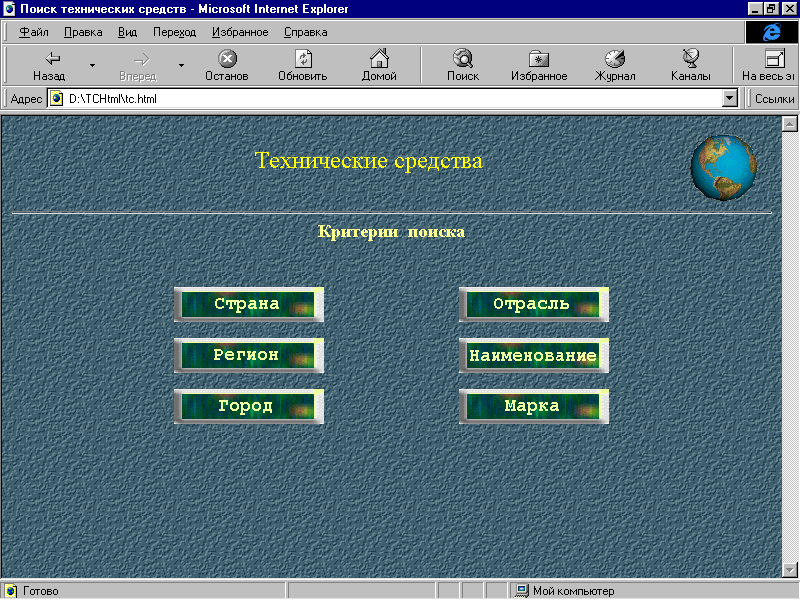 Поиск технических средств - Microsoft Internet Explorer
Файл Правка Вид Переход Избранное Справка
Назад Вперед Останов Обновить Домой Поиск Избранное Журнал Каналы На весь э
Адрес D:\TCHtml\tc.html Ссылки
Технические средства
Критерии поиска
Страна Отрасль
Регион Наименование
Город Марка
Готово Мой компьютер